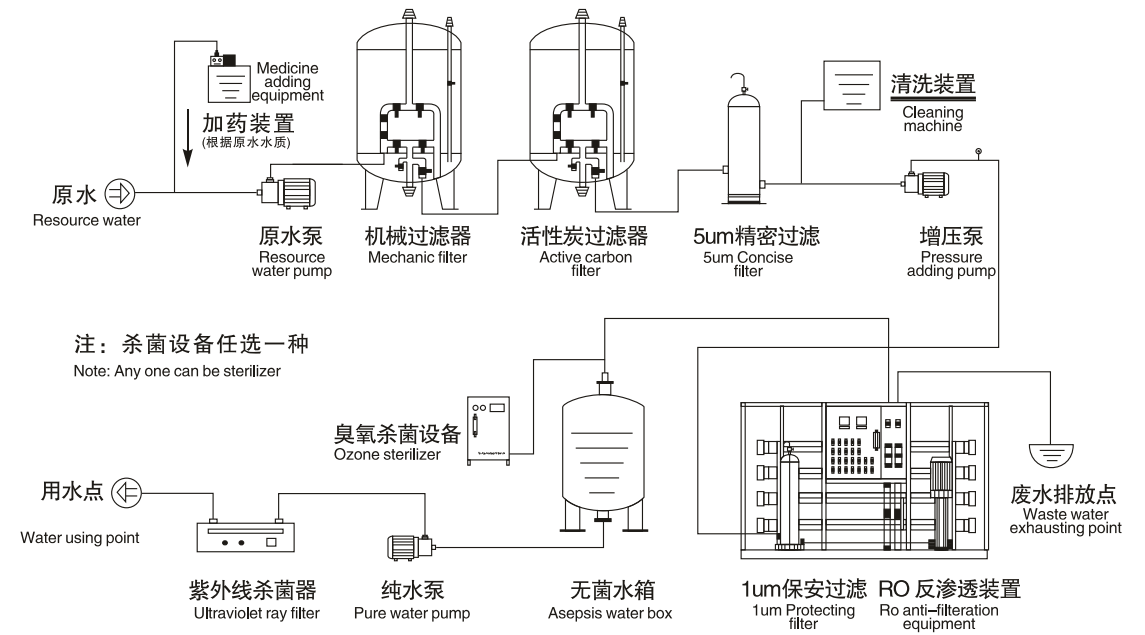 Medicine
adding
equipment
加药装置
(根据原水水质)
清洗装置
Cleaning
machine
原水
Resource water
原水泵
Resource
water pump
机械过滤器
Mechanic filter
活性炭过滤器
Active carbon
filter
5um精密过滤
5um Concise
filter
增压泵
Pressure
adding pump
注：杀菌设备任选一种
Note: Any one can be sterilizer
臭氧杀菌设备
Ozone sterilizer
用水点
Water using point
废水排放点
Waste water
exhausting point
紫外线杀菌器
Ultraviolet ray filter
纯水泵
Pure water pump
无菌水箱
Asepsis water box
1um保安过滤
1um Protecting
filter
RO 反渗透装置
Ro anti–filteration
equipment